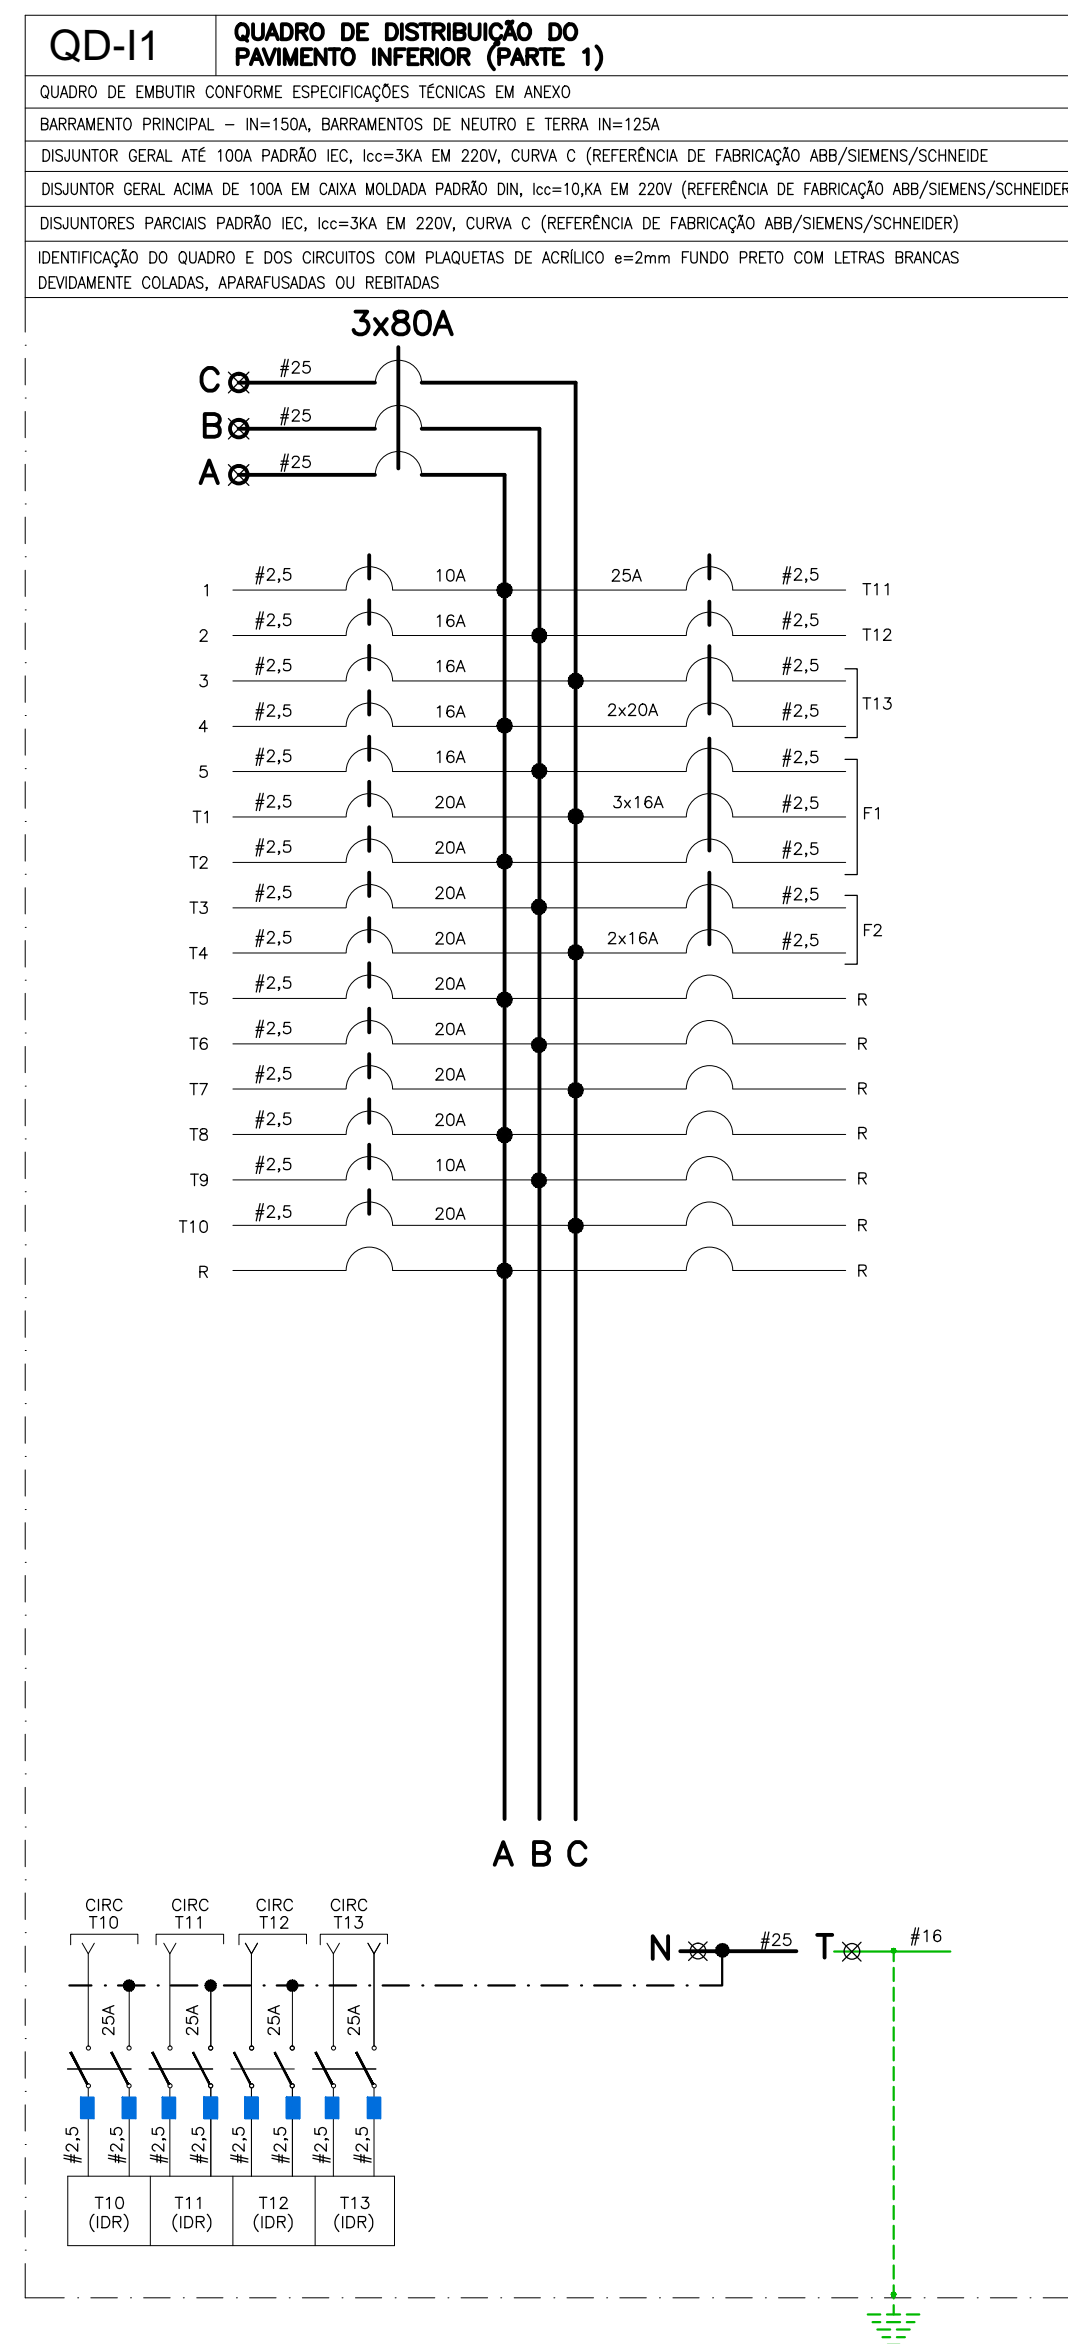 QD-I1
QUADRO DE DISTRIBUIÇÃO DO
PAVIMENTO INFERIOR (PARTE 1)
QUADRO DE EMBUTIR CONFORME ESPECIFICAÇÕES TÉCNICAS EM ANEXO
BARRAMENTO PRINCIPAL – IN=150A, BARRAMENTOS DE NEUTRO E TERRA IN=125A
DISJUNTOR GERAL ATÉ 100A PADRÃO IEC, Icc=3KA EM 220V, CURVA C (REFERÊNCIA DE FABRICAÇÃO ABB/SIEMENS/SCHNEIDE
DISJUNTOR GERAL ACIMA DE 100A EM CAIXA MOLDADA PADRÃO DIN, Icc=10,KA EM 220V (REFERÊNCIA DE FABRICAÇÃO ABB/SIEMENS/SCHNEIDER
DISJUNTORES PARCIAIS PADRÃO IEC, Icc=3KA EM 220V, CURVA C (REFERÊNCIA DE FABRICAÇÃO ABB/SIEMENS/SCHNEIDER)
IDENTIFICAÇÃO DO QUADRO E DOS CIRCUITOS COM PLAQUETAS DE ACRÍLICO e=2mm FUNDO PRETO COM LETRAS BRANCAS
DEVIDAMENTE COLADAS, APARAFUSADAS OU REBITADAS
3x80A
C #25
B #25
A #25
1 #2,5 10A 25A #2,5 T11
2 #2,5 16A #2,5 T12
3 #2,5 16A #2,5
T13
4 #2,5 16A 2x20A #2,5
5 #2,5 16A #2,5
T1 #2,5 20A 3x16A #2,5 F1
T2 #2,5 20A #2,5
T3 #2,5 20A #2,5
F2
T4 #2,5 20A 2x16A #2,5
T5 #2,5 20A R
T6 #2,5 20A R
T7 #2,5 20A R
T8 #2,5 20A R
T9 #2,5 10A R
T10 #2,5 20A R
R R
A B C
CIRC CIRC CIRC CIRC
T10 T11 T12 T13
N #25 T #16
25A 25A 25A 25A
#2,5 #2,5 #2,5 #2,5 #2,5 #2,5 #2,5 #2,5
T10 T11 T12 T13
(IDR) (IDR) (IDR) (IDR)